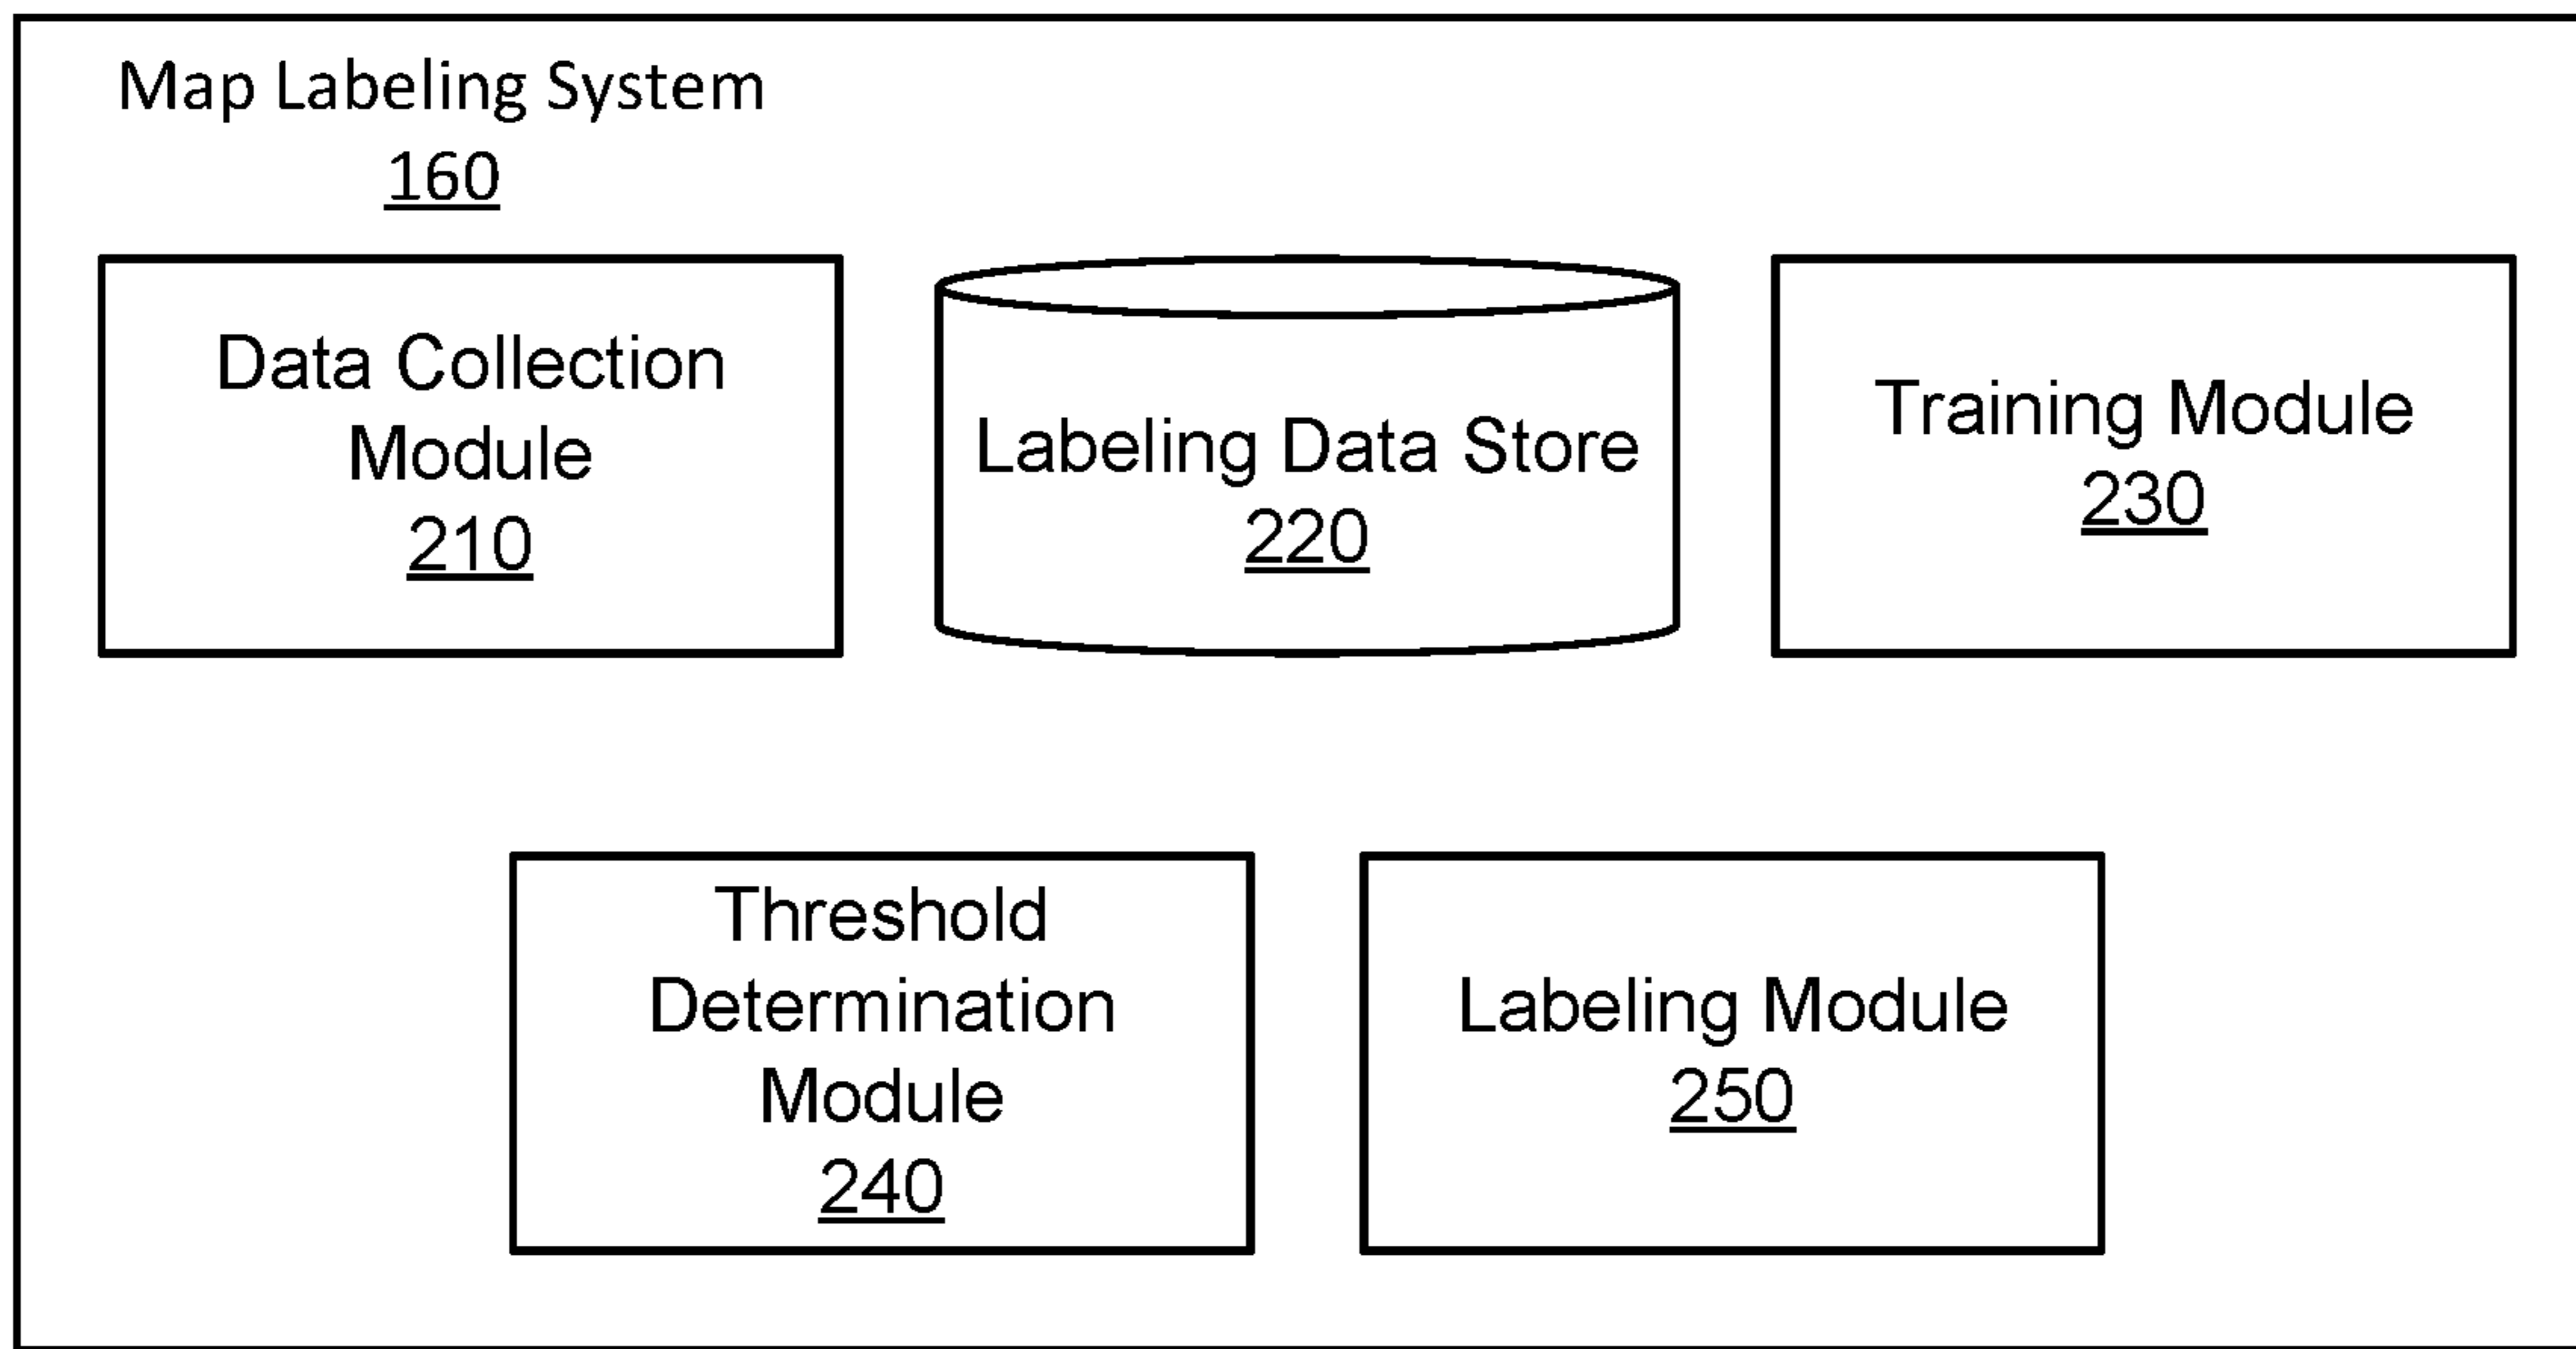 Map Labeling System
160
Data Collection
Module
210
Labeling Data Store
220
Training Module
230
Threshold
Determination
Module
240
Labeling Module
250